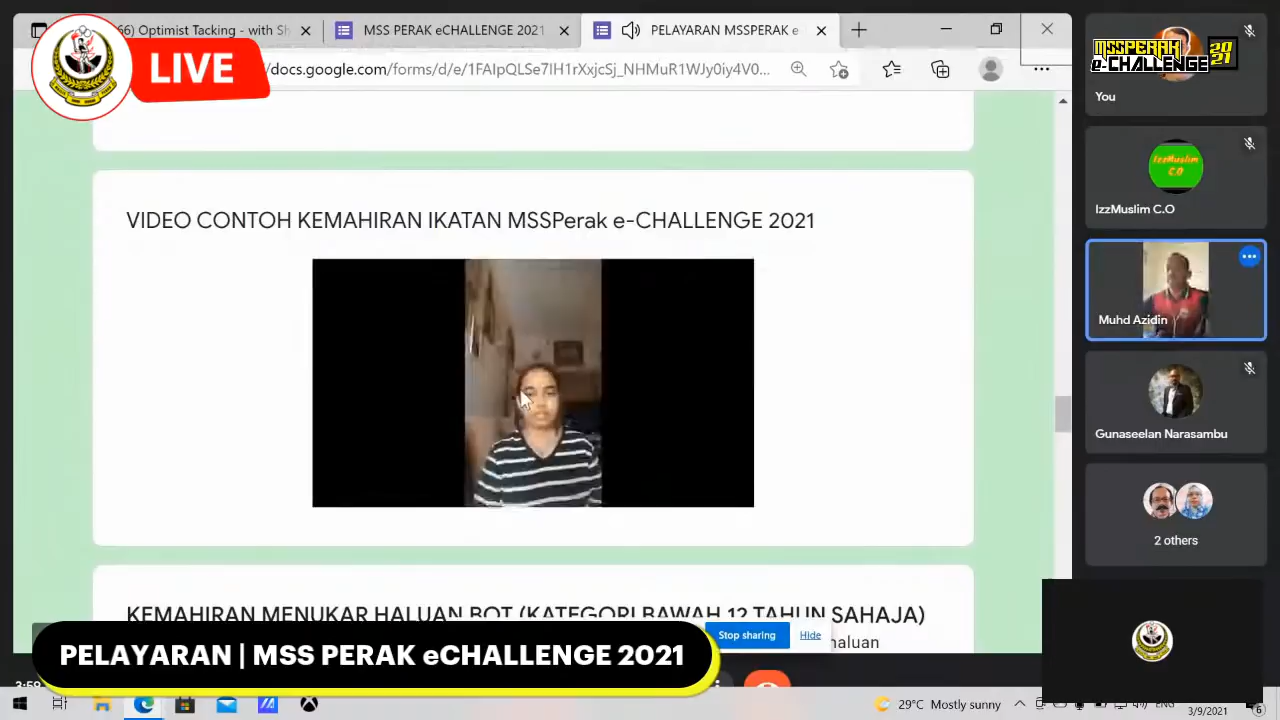 66) Optimist Tacking - with Sh
MSS PERAK eCHALLENGE 2021
PELAYARAN MSSPERAK e
LIVE
docs.google.com/forms/d/e/1FAIpQLSe7IH1rXxjcSj_NHMuR1WJy0iy4V0...
MSSPERAK
e-CHALLENGE
2021
You
VIDEO CONTOH KEMAHIRAN IKATAN MSSPerak e-CHALLENGE 2021
IzzMuslim C.O
IzzMuslim C.O
Muhd Azidin
Gunaseelan Narasambu
2 others
KEMAHIRAN MENUKAR HALUAN BOT (KATEGORI BAWAH 12 TAHUN SAHAJA)
haluan
Stop sharing
Hide
PELAYARAN | MSS PERAK eCHALLENGE 2021
29°C Mostly sunny
ENG
3/9/2021
6